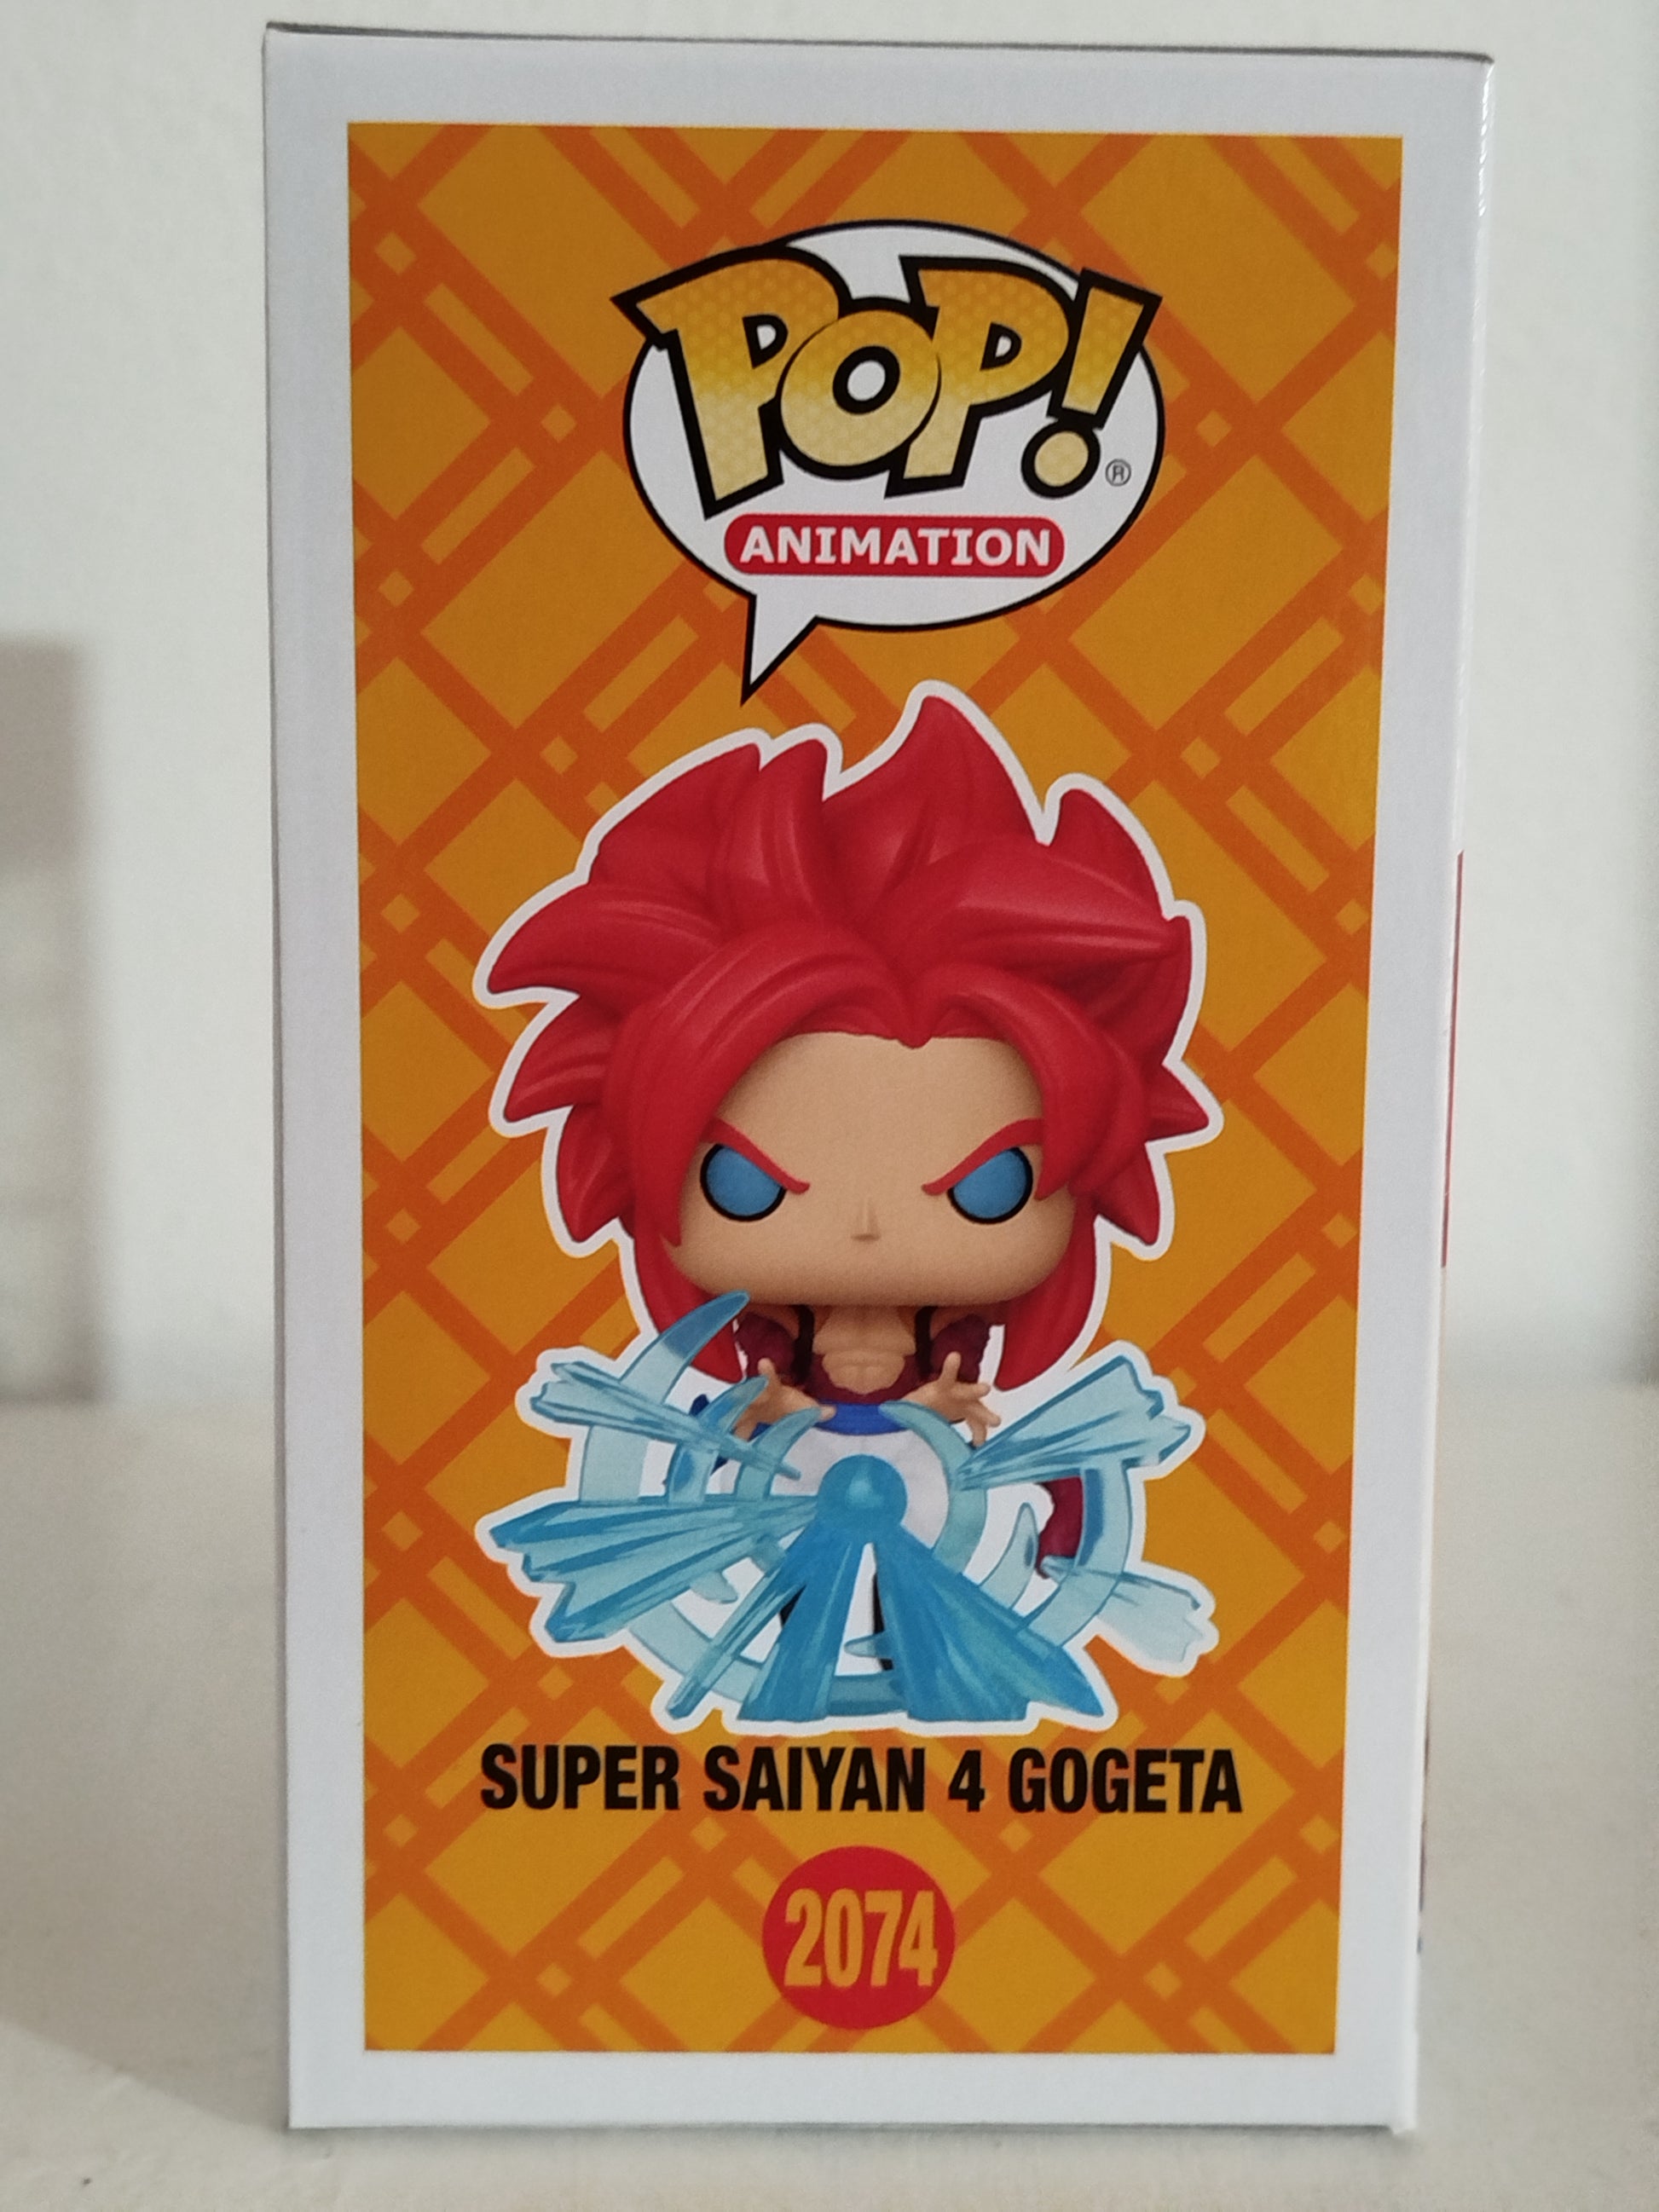 POP!®
ANIMATION
SUPER SAIYAN 4 GOGETA
2074